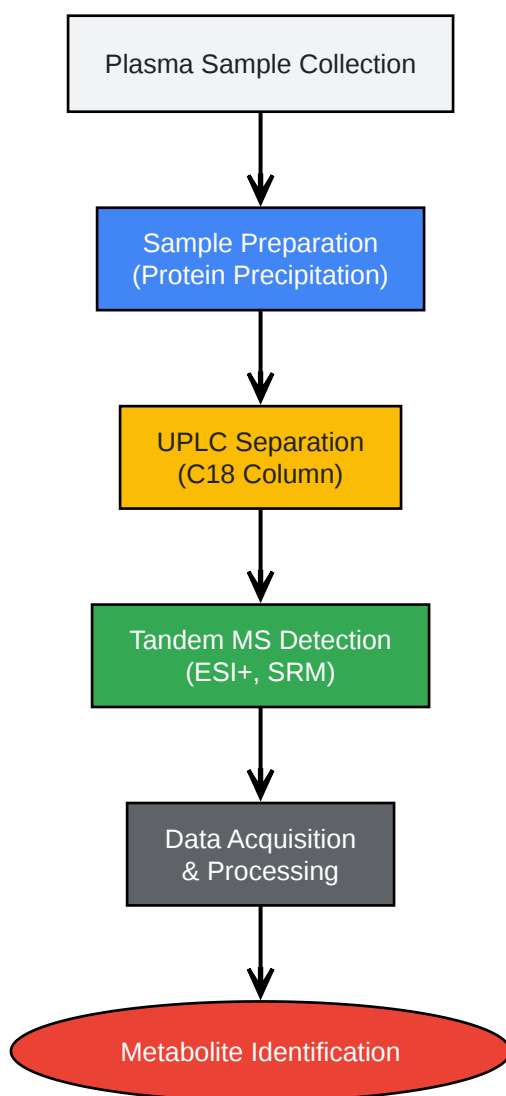 Plasma Sample Collection
Sample Preparation
(Protein Precipitation)
UPLC Separation
(C18 Column)
Tandem MS Detection
(ESI+, SRM)
Data Acquisition
& Processing
Metabolite Identification